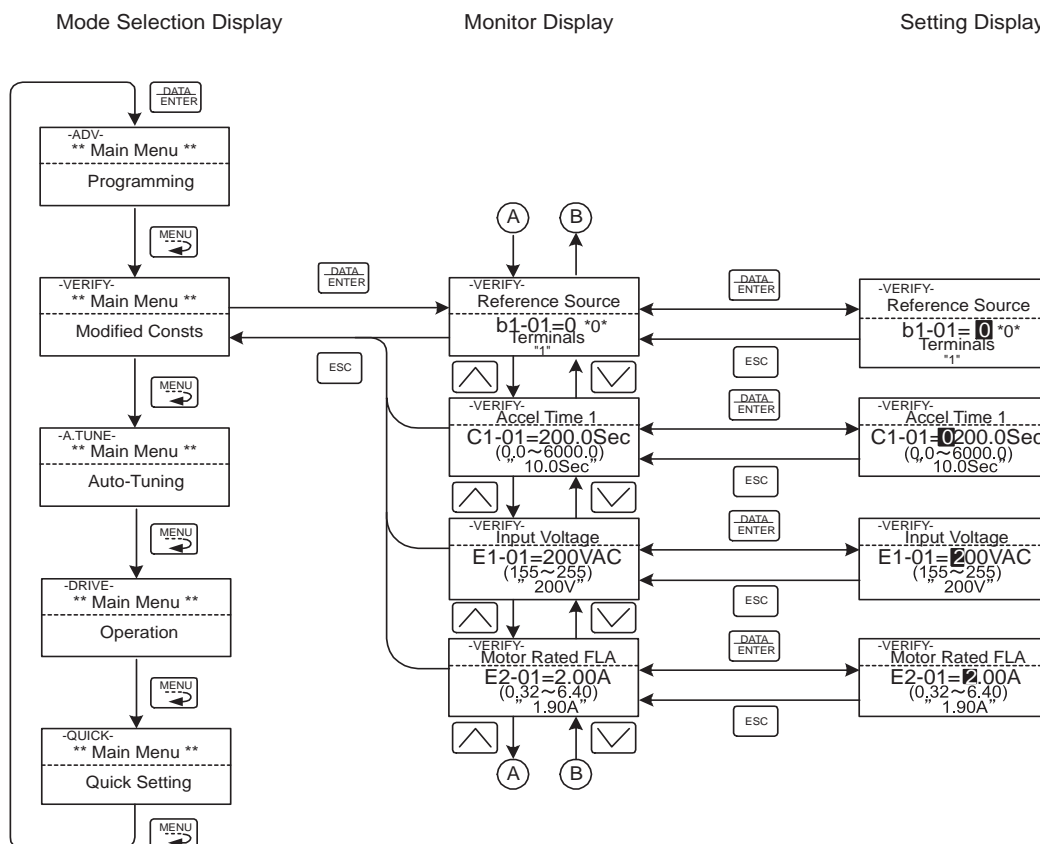 Mode Selection Display
Monitor Display
Setting Display
DATA
ENTER
-ADV-
** Main Menu **
Programming
MENU
-VERIFY-
** Main Menu **
Modified Consts
MENU
-A.TUNE-
** Main Menu **
Auto-Tuning
MENU
-DRIVE-
** Main Menu **
Operation
MENU
-QUICK-
** Main Menu **
Quick Setting
MENU
DATA
ENTER
ESC
A
B
-VERIFY-
Reference Source
b1-01=0 *0*
Terminals
"1"
-VERIFY-
Accel Time 1
C1-01=200.0Sec
(0.0~6000.0)
" 10.0Sec"
-VERIFY-
Input Voltage
E1-01=200VAC
(155~255)
" 200V"
-VERIFY-
Motor Rated FLA
E2-01=2.00A
(0.32~6.40)
" 1.90A"
A
B
DATA
ENTER
ESC
DATA
ENTER
ESC
DATA
ENTER
ESC
DATA
ENTER
ESC
-VERIFY-
Reference Source
b1-01= 0 *0*
Terminals
"1"
-VERIFY-
Accel Time 1
C1-01=0200.0Sec
(0.0~6000.0)
" 10.0Sec"
-VERIFY-
Input Voltage
E1-01= 200VAC
(155~255)
" 200V"
-VERIFY-
Motor Rated FLA
E2-01= 2.00A
(0.32~6.40)
" 1.90A"